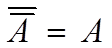 A̿ = A